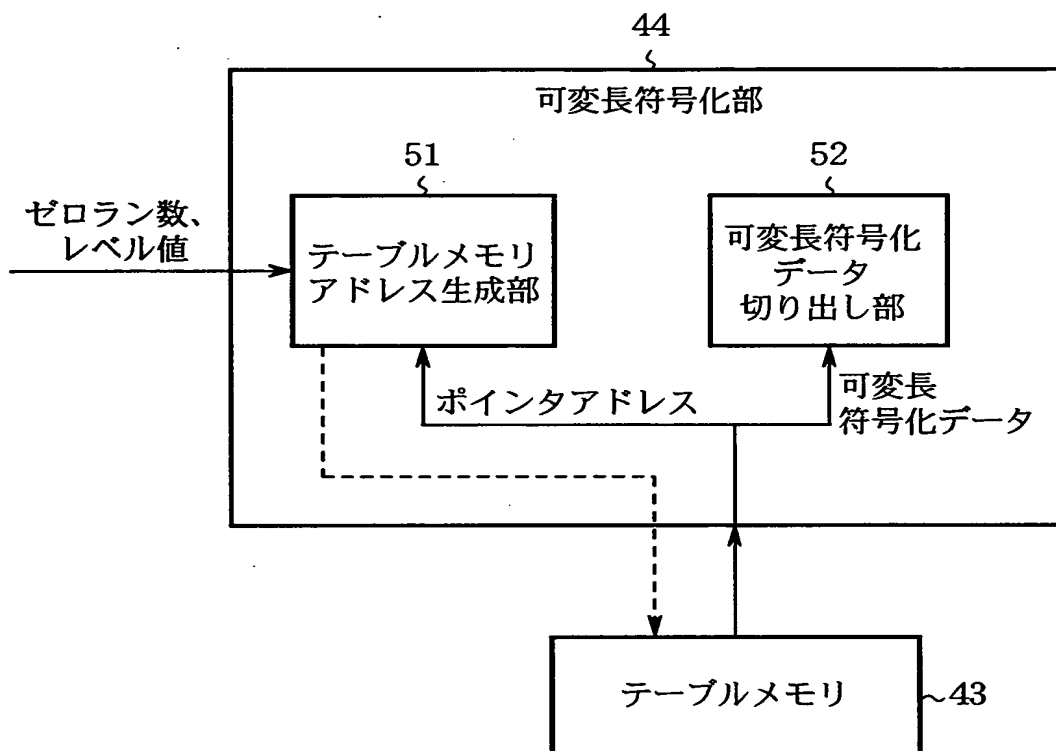 44
可変長符号化部
51
52
ゼロラン数、
レベル値
テーブルメモリ
アドレス生成部
可変長符号化
データ
切り出し部
ポインタアドレス
可変長
符号化データ
テーブルメモリ
43